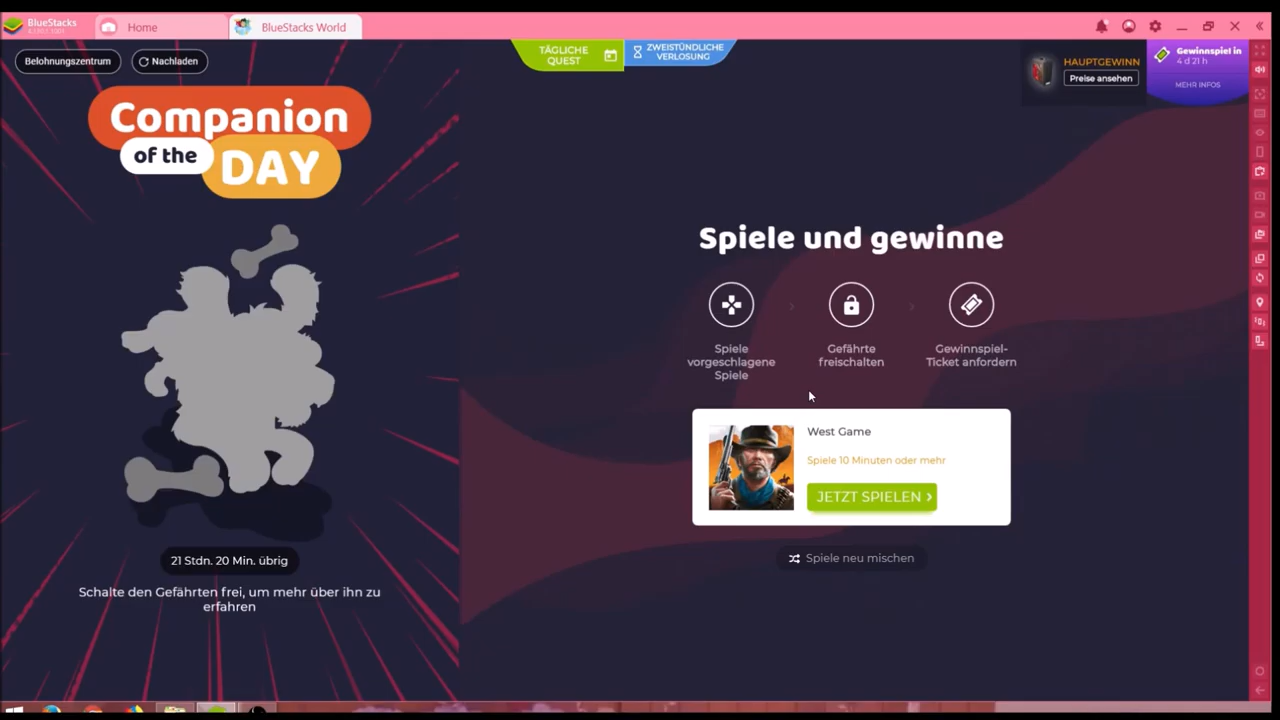 BlueStacks
Home
BlueStacks World
Belohnungszentrum
Nachladen
TÄGLICHE
QUEST
ZWEISTÜNDLICHE
VERLOSUNG
HAUPTGEWINN
Preise ansehen
Gewinnspiel in
4 d 21 h
MEHR INFOS
Companion
of the
DAY
Spiele und gewinne
Spiele
vorgeschlagene
Spiele
Gefährte
freischalten
Gewinnspiel-
Ticket anfordern
West Game
Spiele 10 Minuten oder mehr
JETZT SPIELEN
Spiele neu mischen
21 Stdn. 20 Min. übrig
Schalte den Gefährten frei, um mehr über ihn zu
erfahren